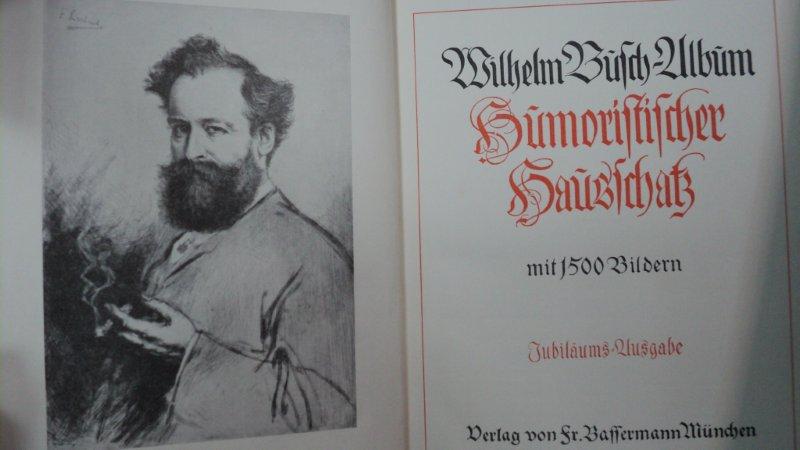 Wilhelm Busch-Album
Humoristischer
Hausschatz
mit 1500 Bildern
Jubiläums-Ausgabe
Verlag von Fr. Bassermann München